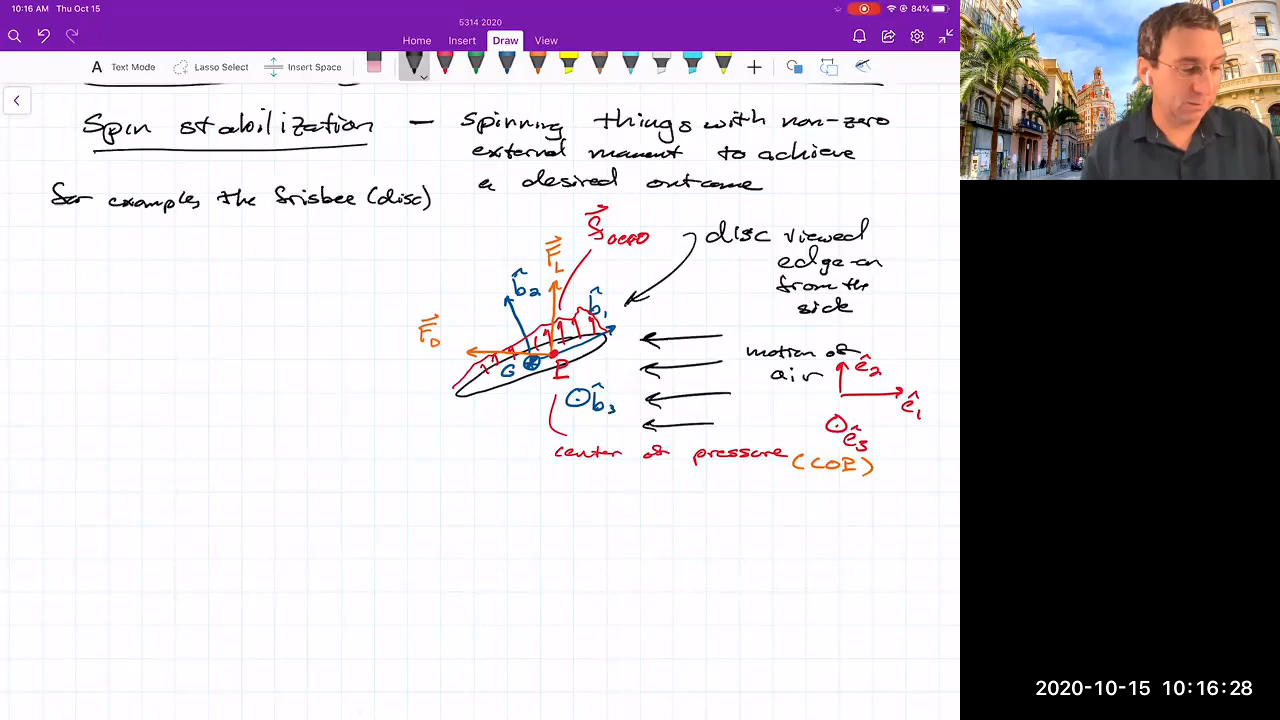 10:16 AM Thu Oct 15
84%
5314 2020
Home Insert Draw View
Text Mode Lasso Select Insert Space
Spin stabilization — spinning things with non-zero
external moment to achieve
a desired outcome
for examples the frisbee (disc)
disc viewed
edge-on
from the
side
f⃗aero
F⃗L
b̂2
b̂1
F⃗D
G
P
b̂3
motion of
air
ê2
ê1
ê3
center of pressure (COP)
2020-10-15 10:16:28